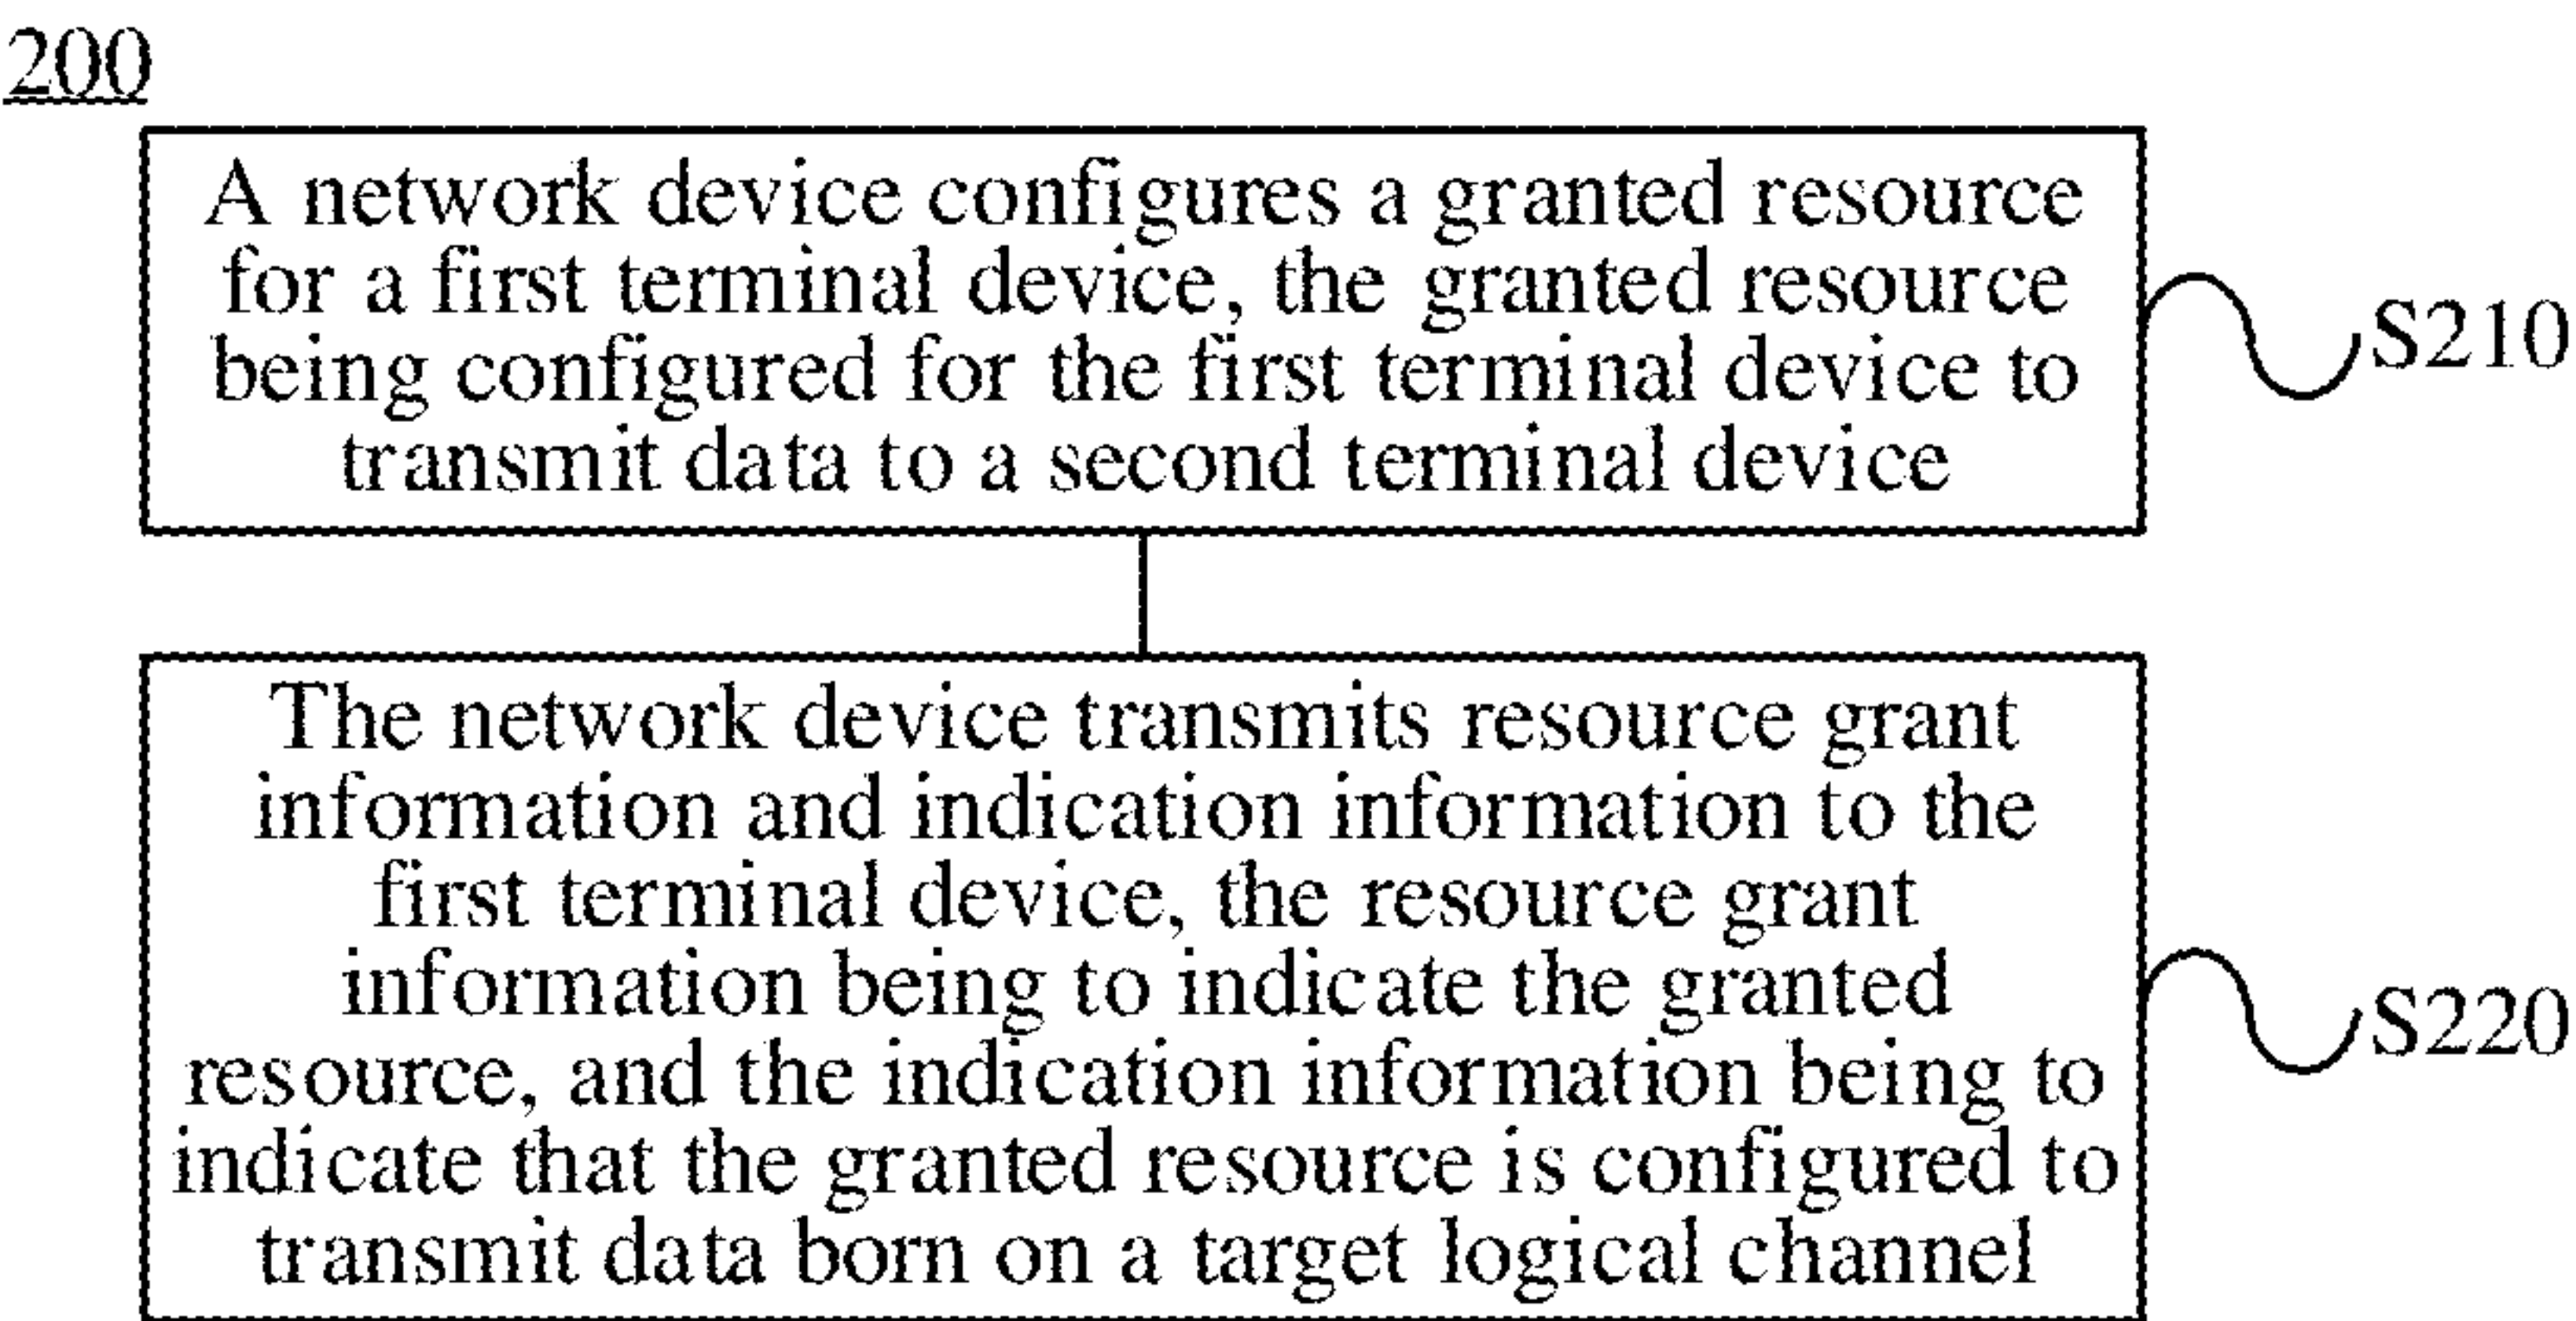 200
A network device configures a granted resource
for a first terminal device, the granted resource
being configured for the first terminal device to
transmit data to a second terminal device
S210
The network device transmits resource grant
information and indication information to the
first terminal device, the resource grant
information being to indicate the granted
resource, and the indication information being to
indicate that the granted resource is configured to
transmit data born on a target logical channel
S220